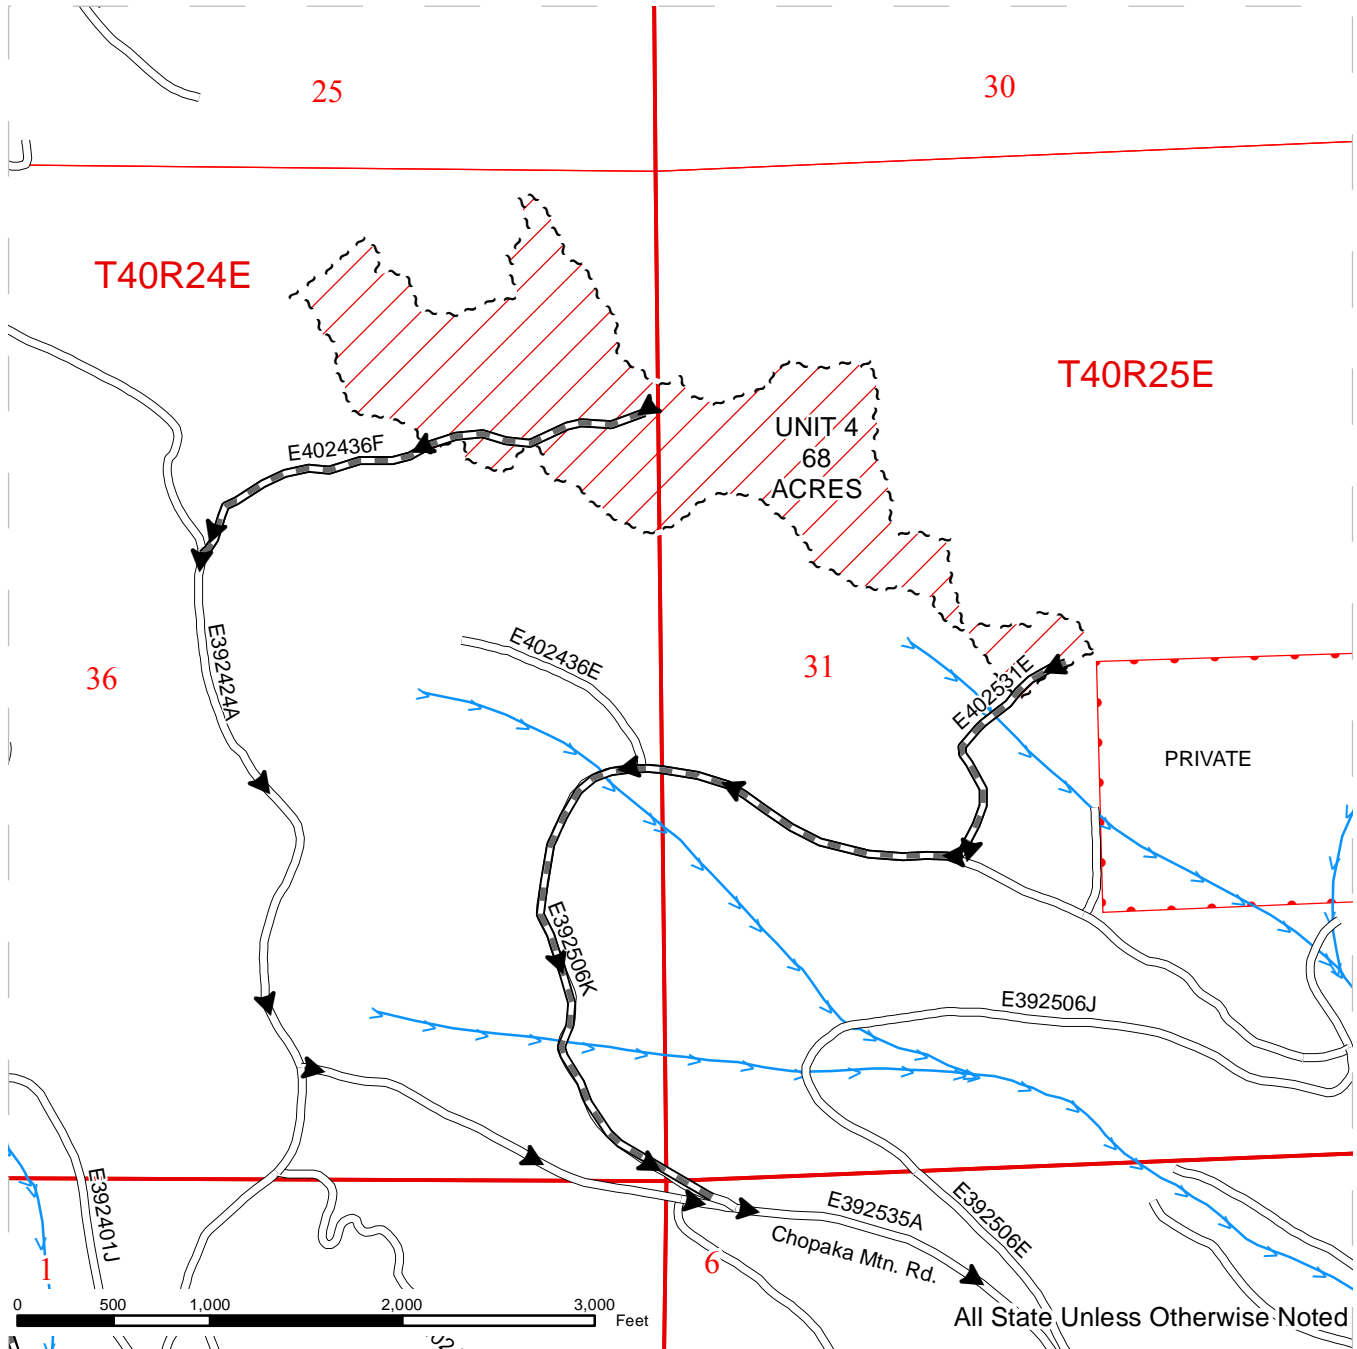 25
30
T40R24E
T40R25E
UNIT 4
68
ACRES
E402436F
E392424A
E402436E
36
31
E402531E
PRIVATE
E392506K
E392506J
E392401J
E392535A
E392506E
Chopaka Mtn. Rd.
1
6
0 500 1,000 2,000 3,000
Feet
All State Unless Otherwise Noted